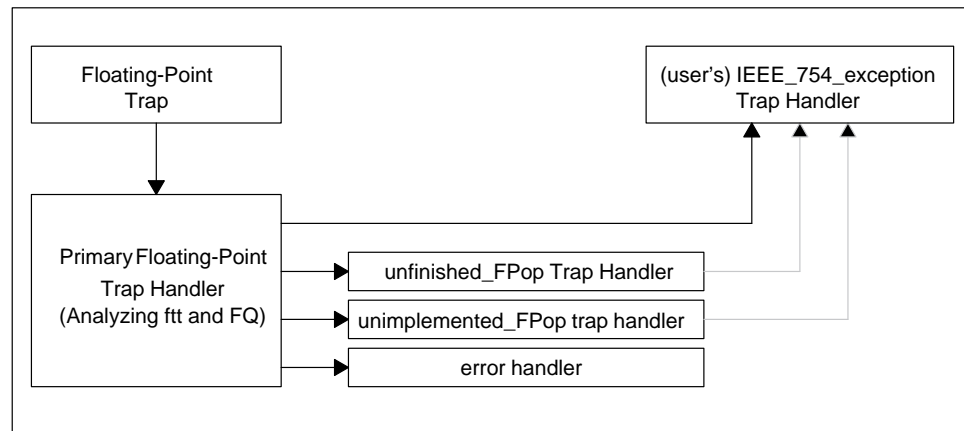 Floating-Point
Trap
(user's) IEEE_754_exception
Trap Handler
Primary Floating-Point
Trap Handler
(Analyzing ftt and FQ)
unfinished_FPop Trap Handler
unimplemented_FPop trap handler
error handler